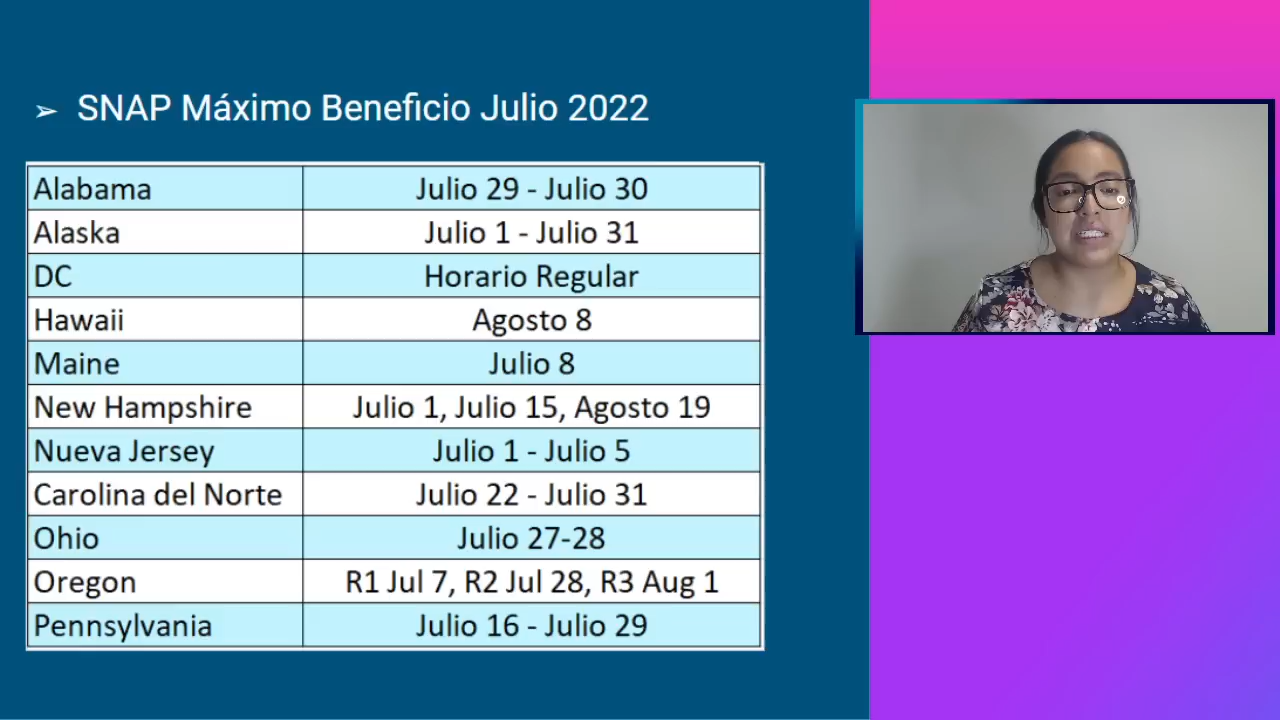 ➢ SNAP Máximo Beneficio Julio 2022
Alabama Julio 29 - Julio 30
Alaska Julio 1 - Julio 31
DC Horario Regular
Hawaii Agosto 8
Maine Julio 8
New Hampshire Julio 1, Julio 15, Agosto 19
Nueva Jersey Julio 1 - Julio 5
Carolina del Norte Julio 22 - Julio 31
Ohio Julio 27-28
Oregon R1 Jul 7, R2 Jul 28, R3 Aug 1
Pennsylvania Julio 16 - Julio 29